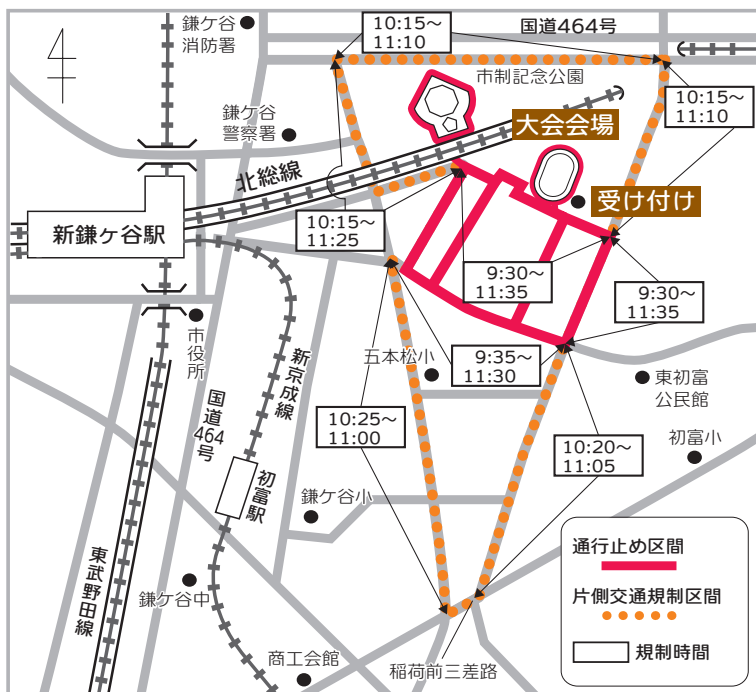 鎌ケ谷
消防署
10:15～
11:10
国道464号
市制記念公園
10:15～
11:10
鎌ケ谷
警察署
大会会場
北総線
受け付け
新鎌ヶ谷駅
10:15～
11:25
9:30～
11:35
9:30～
11:35
市役所
新京成線
五本松小
9:35～
11:30
東初富
公民館
国道464号
10:25～
11:00
10:20～
11:05
初富小
初富駅
鎌ケ谷小
東武野田線
鎌ケ谷中
商工会館
稲荷前三差路
通行止め区間
片側交通規制区間
規制時間